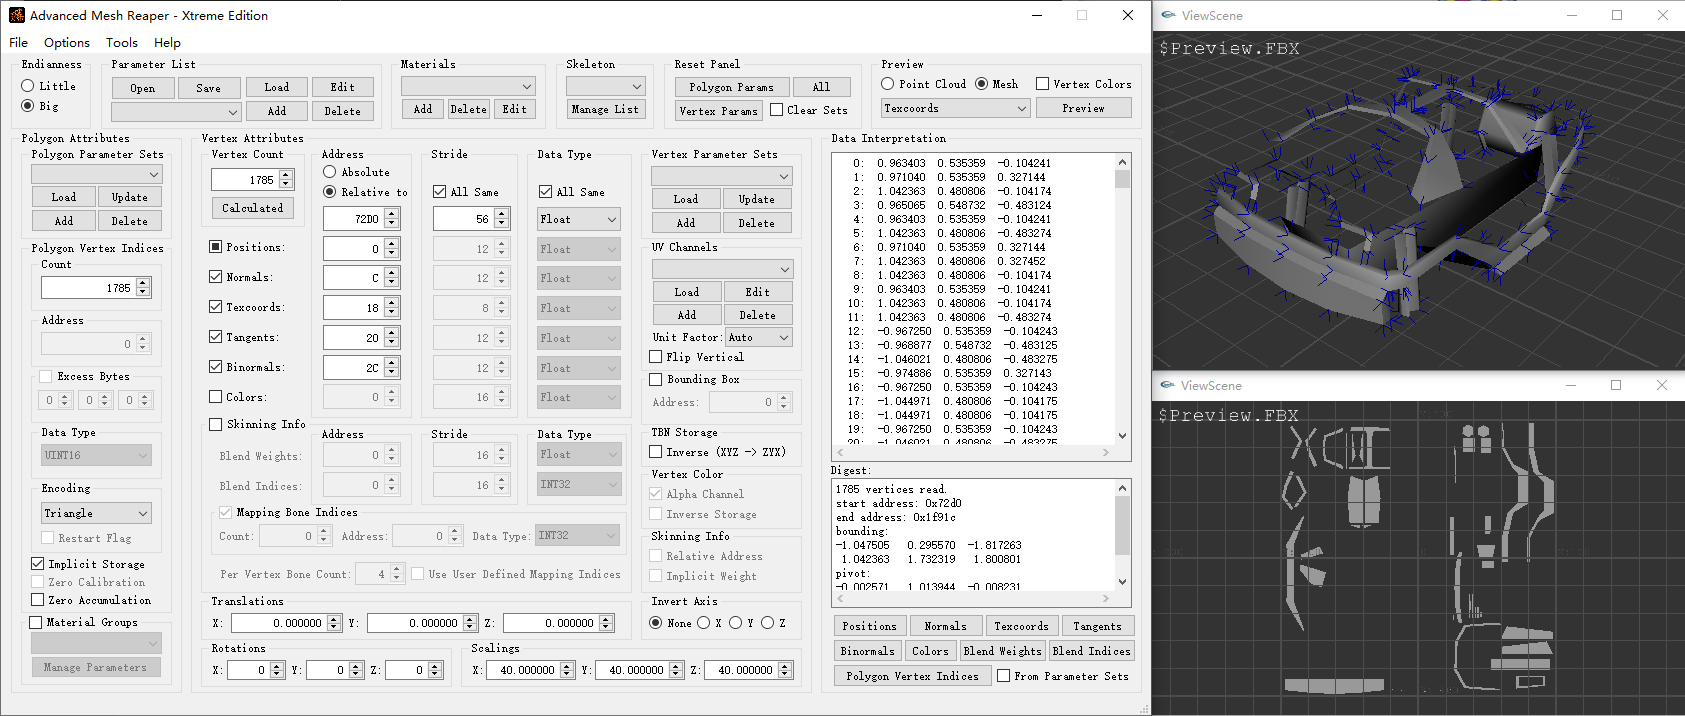 Advanced Mesh Reaper - Xtreme Edition
File Options Tools Help
Endianness
Little
Big
Parameter List
Open Save Load Edit
Add Delete
Materials
Add Delete Edit
Skeleton
Manage List
Reset Panel
Polygon Params All
Vertex Params Clear Sets
Preview
Point Cloud Mesh Vertex Colors
Texcoords Preview
Polygon Attributes
Polygon Parameter Sets
Load Update
Add Delete
Polygon Vertex Indices
Count
1785
Address
0
Excess Bytes
0 0 0
Data Type
UINT16
Encoding
Triangle
Restart Flag
Implicit Storage
Zero Calibration
Zero Accumulation
Material Groups
Manage Parameters
Vertex Attributes
Vertex Count
1785
Calculated
Address
Absolute
Relative to
72D0
Stride
All Same
56
Data Type
All Same
Float
Positions: 0 12 Float
Normals: C 12 Float
Texcoords: 18 8 Float
Tangents: 20 12 Float
Binormals: 2C 12 Float
Colors: 0 16 Float
Skinning Info
Address Stride Data Type
Blend Weights: 0 16 Float
Blend Indices: 0 16 INT32
Mapping Bone Indices
Count: 0 Address: 0 Data Type: INT32
Per Vertex Bone Count: 4 Use User Defined Mapping Indices
Translations
X: 0.000000 Y: 0.000000 Z: 0.000000
Rotations
X: 0 Y: 0 Z: 0
Scalings
X: 40.000000 Y: 40.000000 Z: 40.000000
Vertex Parameter Sets
Load Update
Add Delete
UV Channels
Load Edit
Add Delete
Unit Factor: Auto
Flip Vertical
Bounding Box
Address: 0
TBN Storage
Inverse (XYZ -> ZYX)
Vertex Color
Alpha Channel
Inverse Storage
Skinning Info
Relative Address
Implicit Weight
Invert Axis
None X Y Z
Data Interpretation
0: 0.963403 0.535359 -0.104241
1: 0.971040 0.535359 0.327144
2: 1.042363 0.480806 -0.104174
3: 0.965065 0.548732 -0.483124
4: 0.963403 0.535359 -0.104241
5: 1.042363 0.480806 -0.483274
6: 0.971040 0.535359 0.327144
7: 1.042363 0.480806 0.327452
8: 1.042363 0.480806 -0.104174
9: 0.963403 0.535359 -0.104241
10: 1.042363 0.480806 -0.104174
11: 1.042363 0.480806 -0.483274
12: -0.967250 0.535359 -0.104243
13: -0.968877 0.548732 -0.483125
14: -1.046021 0.480806 -0.483275
15: -0.974886 0.535359 0.327143
16: -0.967250 0.535359 -0.104243
17: -1.044971 0.480806 -0.104175
18: -1.044971 0.480806 -0.104175
19: -0.967250 0.535359 -0.104243
20: -1.046021 0.480806 -0.483275
Digest:
1785 vertices read.
start address: 0x72d0
end address: 0x1f91c
bounding:
-1.047505 0.295570 -1.817263
1.042363 1.732319 1.800801
pivot:
-0.002571 1.013944 -0.008231
Positions Normals Texcoords Tangents
Binormals Colors Blend Weights Blend Indices
Polygon Vertex Indices From Parameter Sets
ViewScene
$Preview.FBX
ViewScene
$Preview.FBX